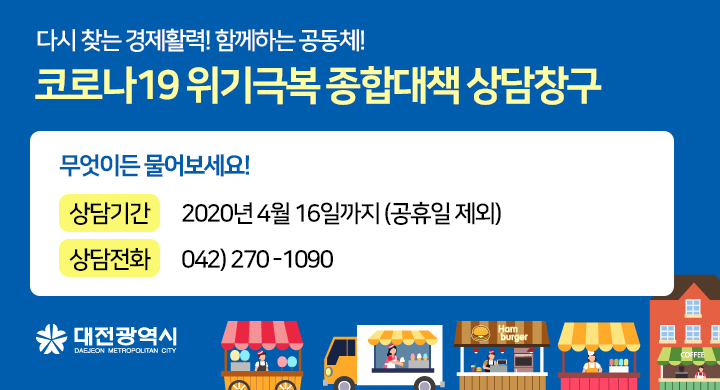 다시 찾는 경제활력! 함께하는 공동체!
코로나19 위기극복 종합대책 상담창구
무엇이든 물어보세요!
상담기간 2020년 4월 16일까지 (공휴일 제외)
상담전화 042) 270 -1090
대전광역시
DAEJEON METROPOLITAN CITY
Ham
burger
COFFEE